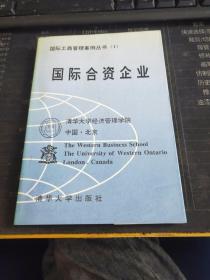 国际工商管理案例丛书（1）
国际合资企业
清华大学经济管理学院
中国·北京
The Western Business School
The University of Western Ontario
London, Canada
清华大学出版社